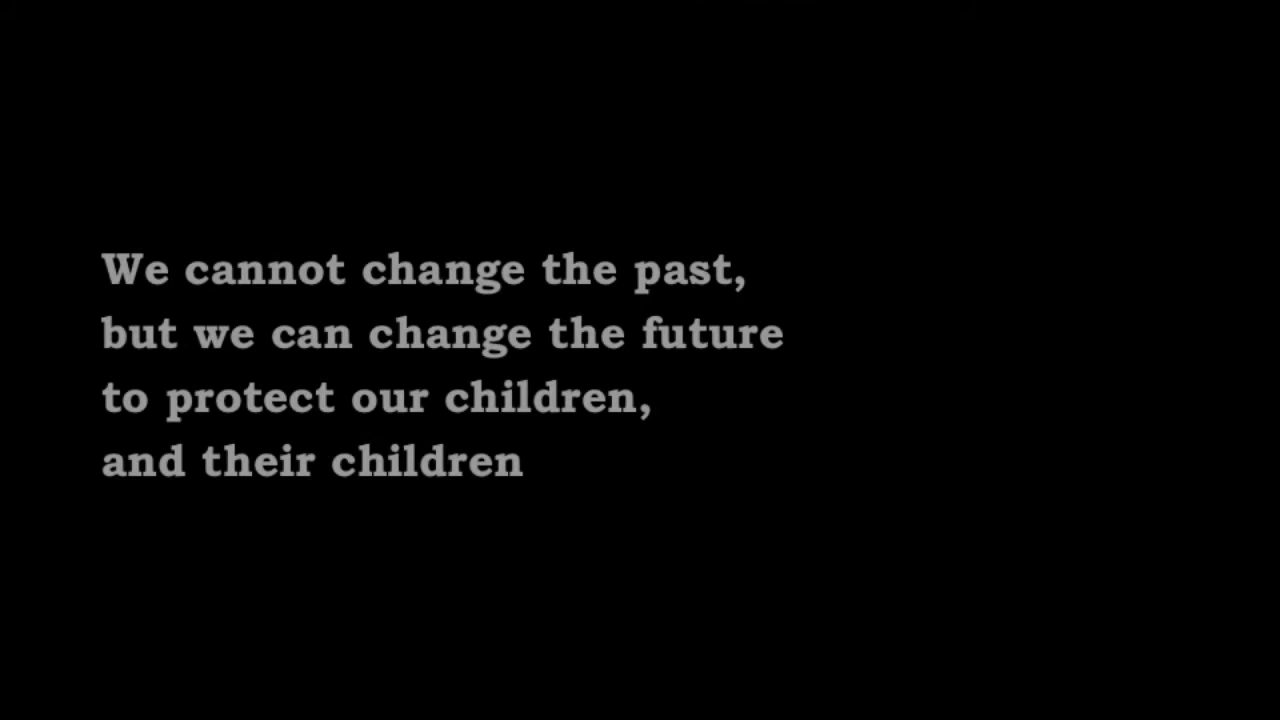 We cannot change the past,
but we can change the future
to protect our children,
and their children